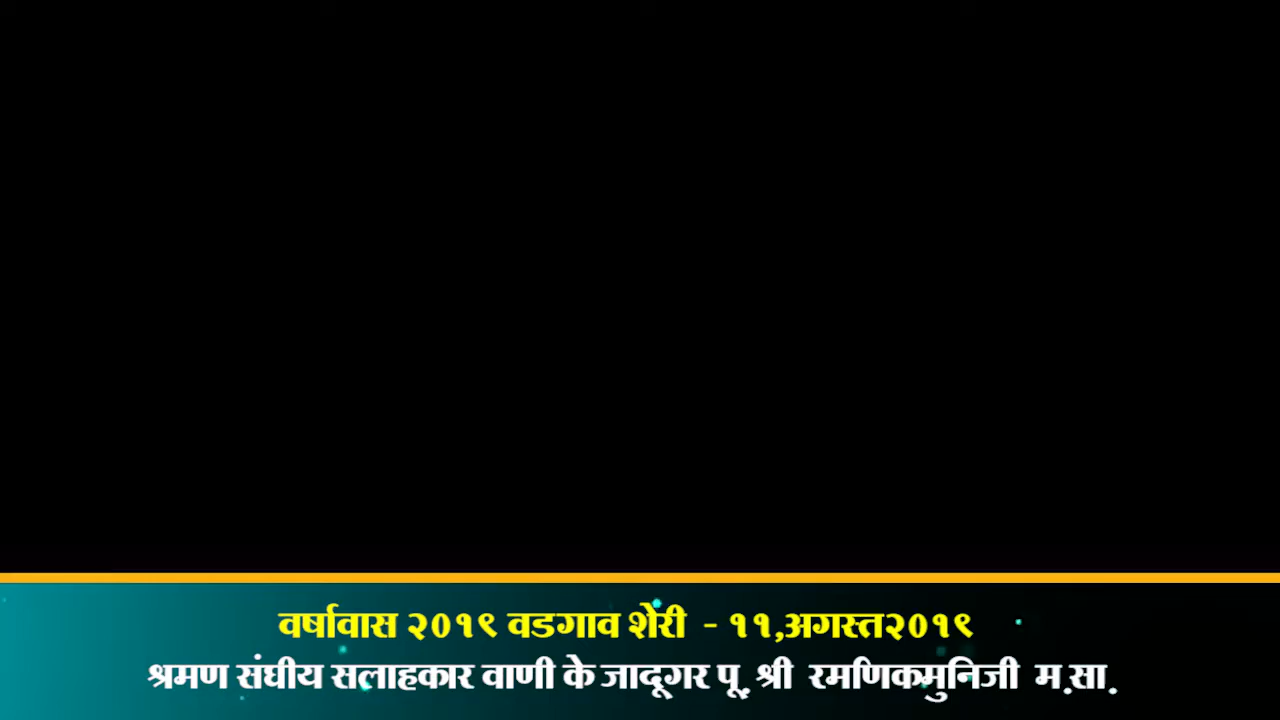 वर्षावास २०१९ वडगाव शेरी - ११,अगस्त२०१९
श्रमण संघीय सलाहकार वाणी के जादूगर पू. श्री रमणिकमुनिजी म.सा.